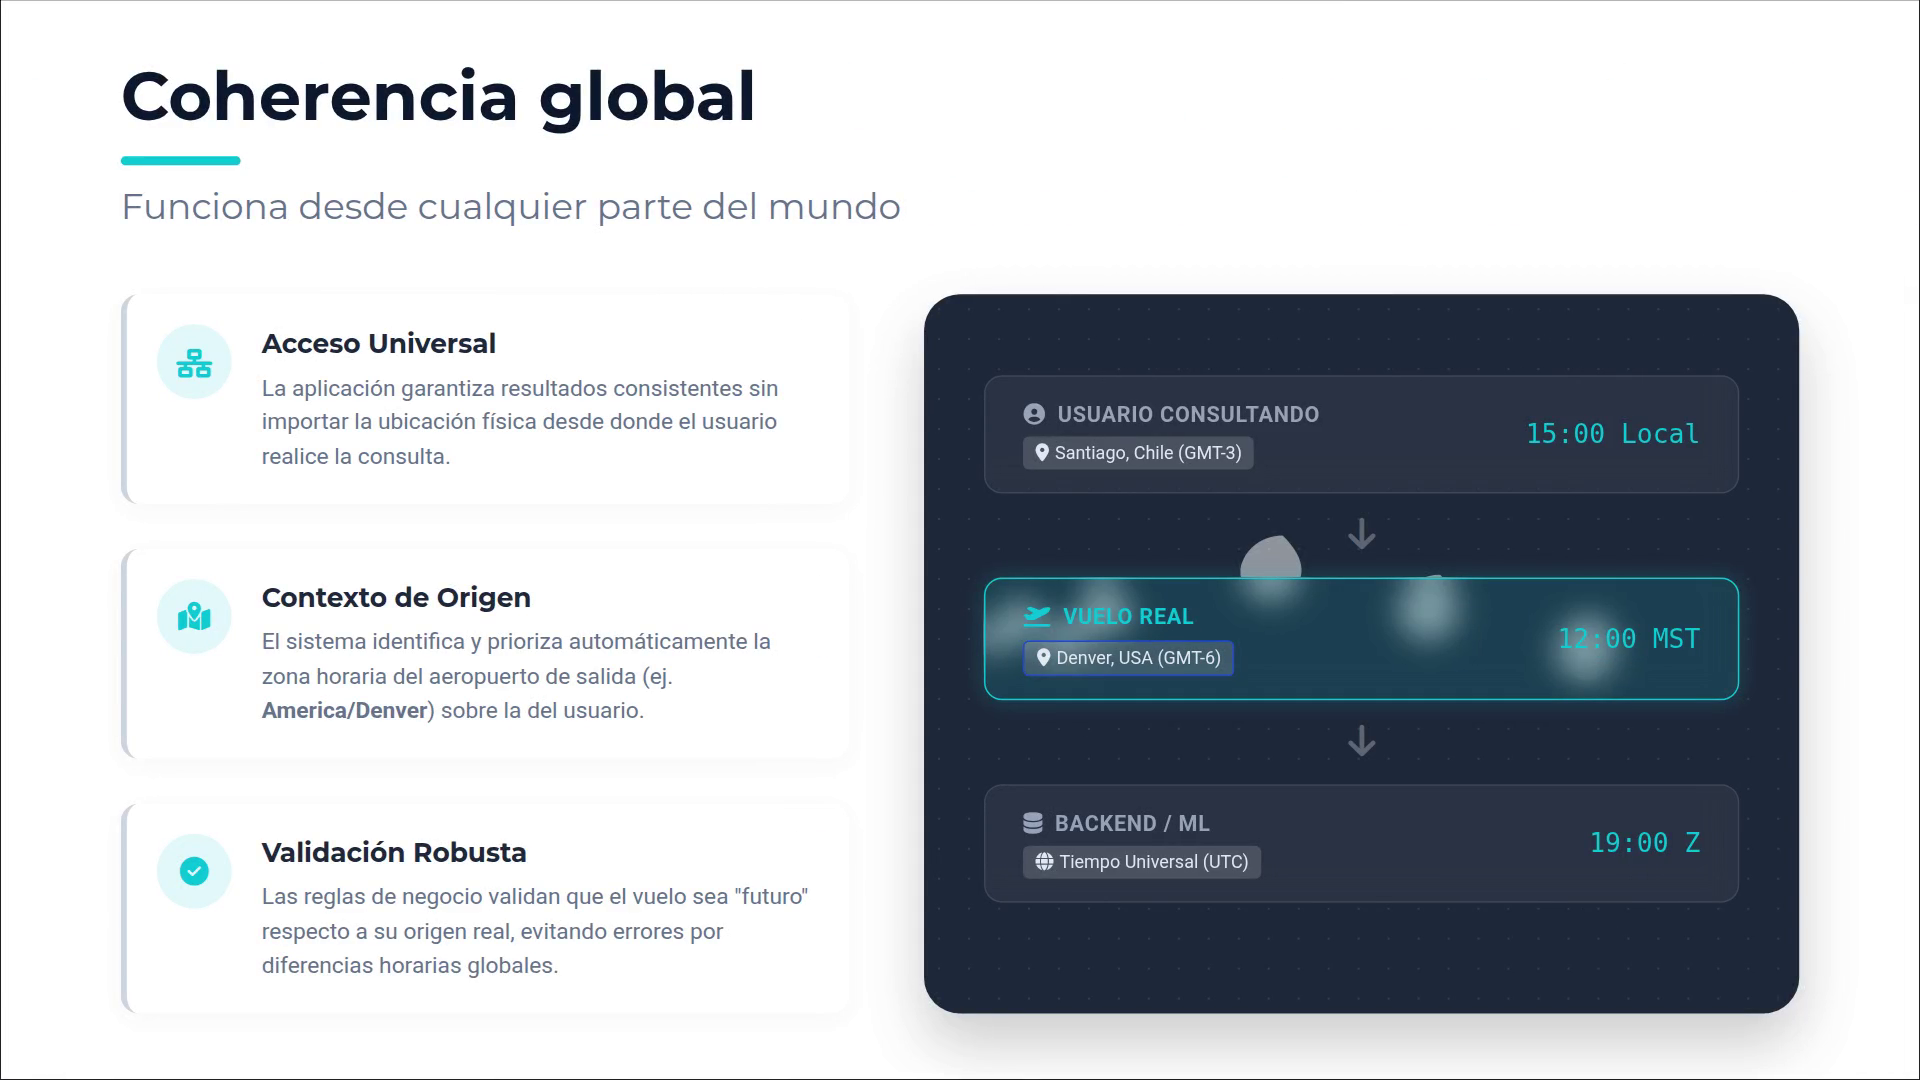 Coherencia global
Funciona desde cualquier parte del mundo
Acceso Universal
La aplicación garantiza resultados consistentes sin
importar la ubicación física desde donde el usuario
realice la consulta.
Contexto de Origen
El sistema identifica y prioriza automáticamente la
zona horaria del aeropuerto de salida (ej.
America/Denver) sobre la del usuario.
Validación Robusta
Las reglas de negocio validan que el vuelo sea "futuro"
respecto a su origen real, evitando errores por
diferencias horarias globales.
USUARIO CONSULTANDO
Santiago, Chile (GMT-3)
15:00 Local
VUELO REAL
Denver, USA (GMT-6)
12:00 MST
BACKEND / ML
Tiempo Universal (UTC)
19:00 Z